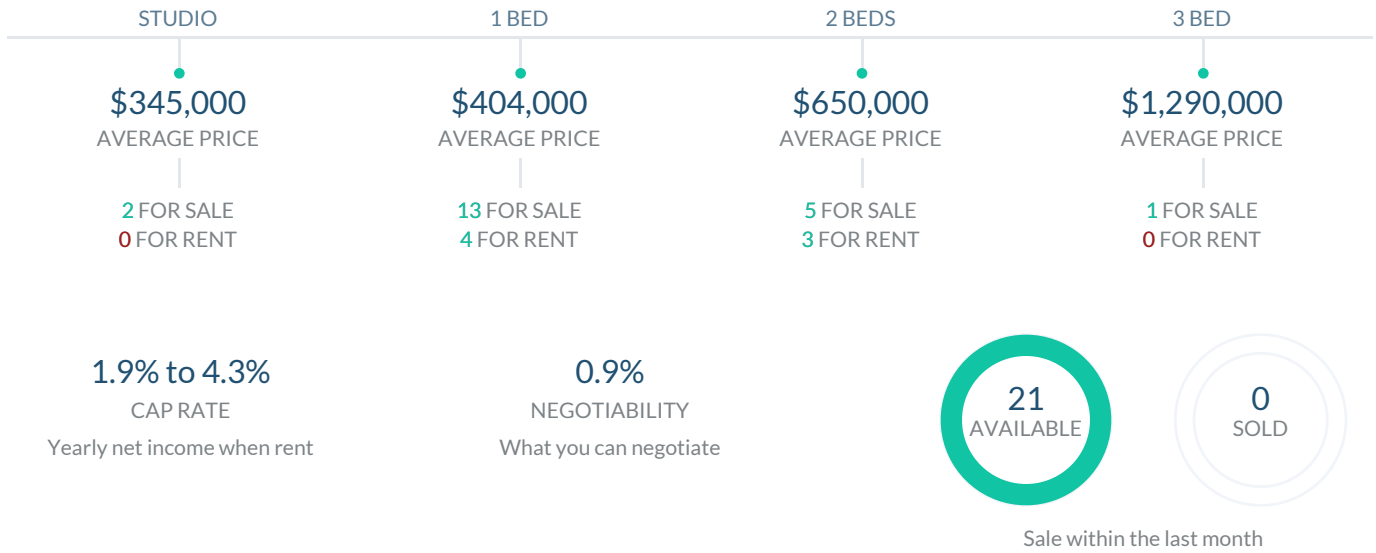 STUDIO
$345,000
AVERAGE PRICE
2 FOR SALE
0 FOR RENT
1 BED
$404,000
AVERAGE PRICE
13 FOR SALE
4 FOR RENT
2 BEDS
$650,000
AVERAGE PRICE
5 FOR SALE
3 FOR RENT
3 BED
$1,290,000
AVERAGE PRICE
1 FOR SALE
0 FOR RENT
1.9% to 4.3%
CAP RATE
Yearly net income when rent
0.9%
NEGOTIABILITY
What you can negotiate
21
AVAILABLE
0
SOLD
Sale within the last month